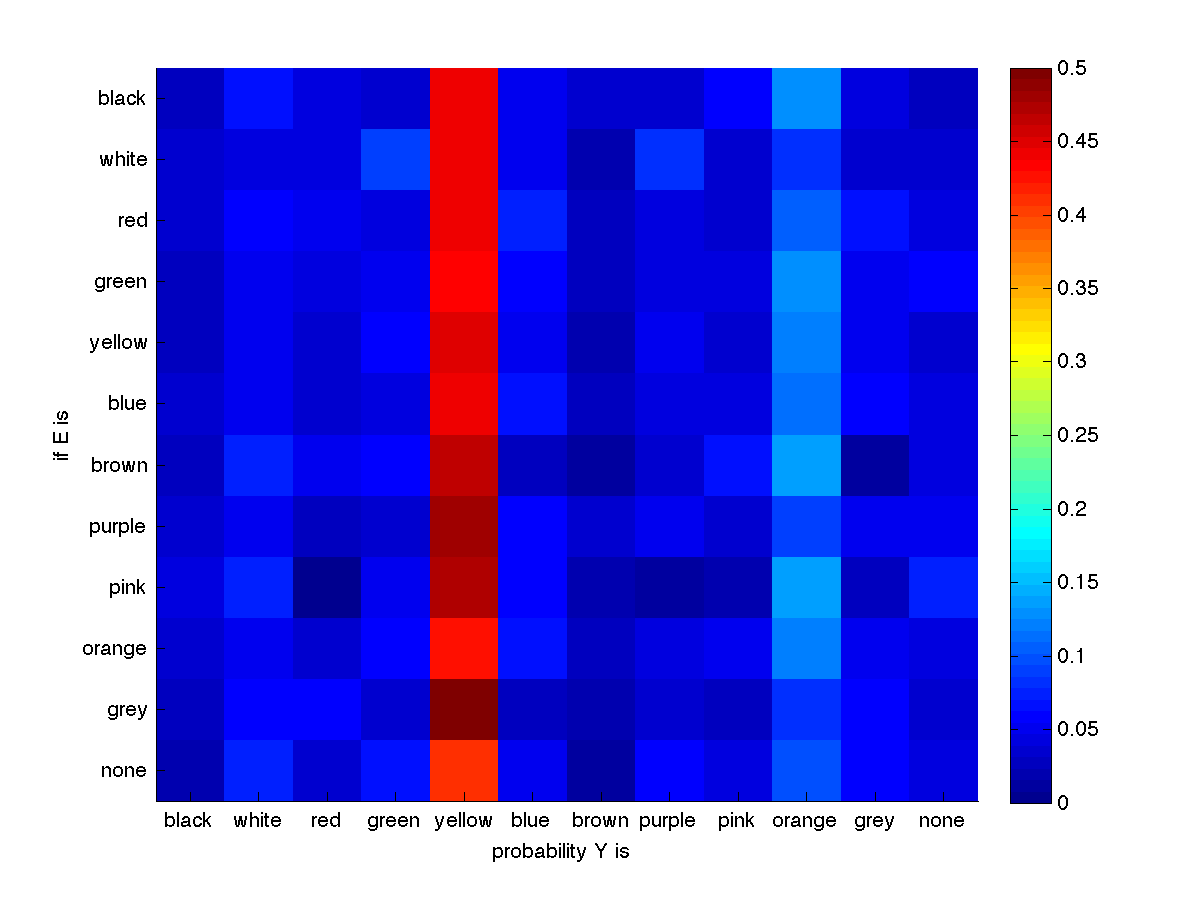 if E is
black
white
red
green
yellow
blue
brown
purple
pink
orange
grey
none
black white red green yellow blue brown purple pink orange grey none
probability Y is
0.5
0.45
0.4
0.35
0.3
0.25
0.2
0.15
0.1
0.05
0